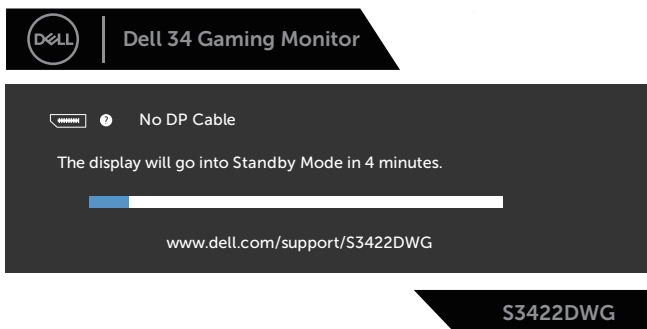 DELL
Dell 34 Gaming Monitor
? No DP Cable
The display will go into Standby Mode in 4 minutes.
www.dell.com/support/S3422DWG
S3422DWG